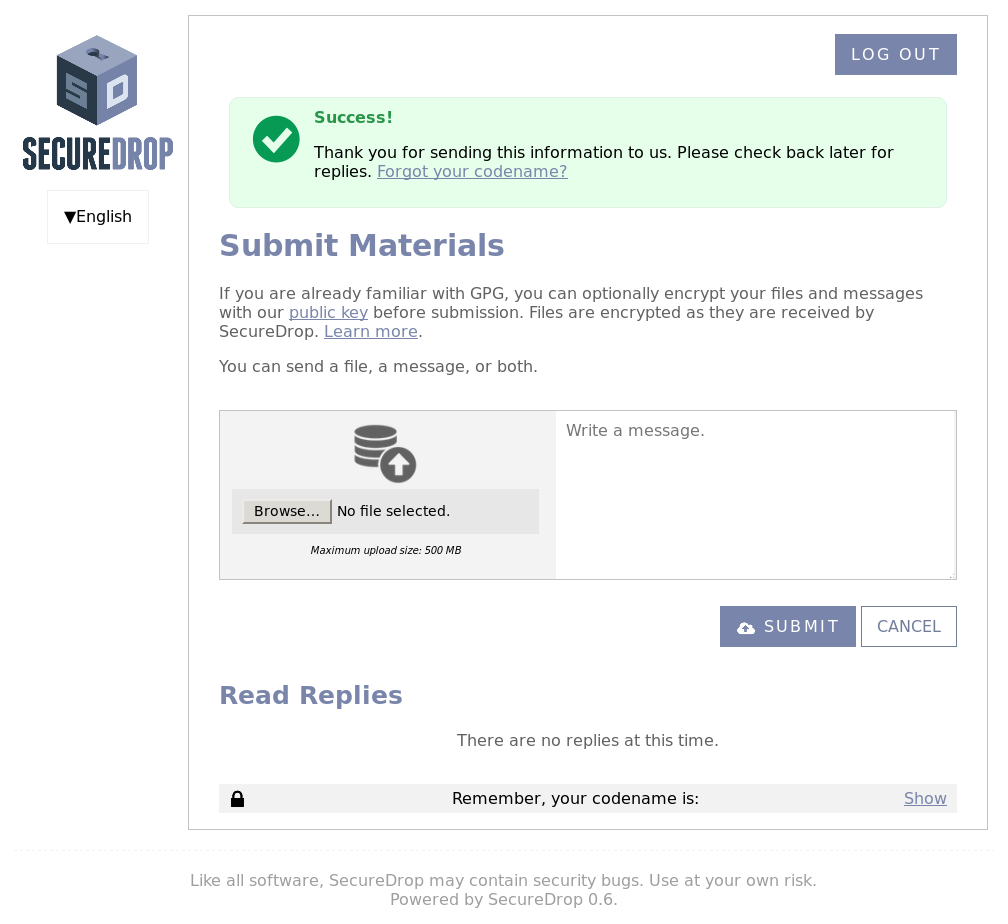 LOG OUT
SD
SECUREDROP
▼English
Success!
Thank you for sending this information to us. Please check back later for
replies. Forgot your codename?
Submit Materials
If you are already familiar with GPG, you can optionally encrypt your files and messages
with our public key before submission. Files are encrypted as they are received by
SecureDrop. Learn more.
You can send a file, a message, or both.
Browse... No file selected.
Maximum upload size: 500 MB
Write a message.
SUBMIT
CANCEL
Read Replies
There are no replies at this time.
Remember, your codename is: Show
Like all software, SecureDrop may contain security bugs. Use at your own risk.
Powered by SecureDrop 0.6.